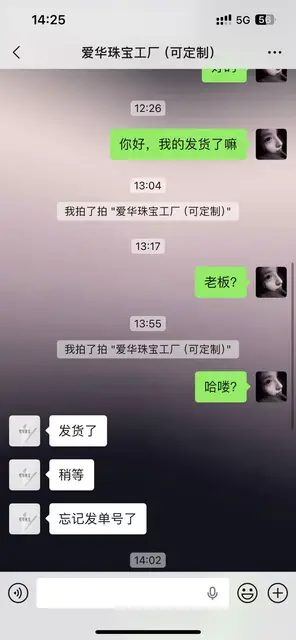 14:25
5G
56
爱华珠宝工厂（可定制）
12:26
你好，我的发货了嘛
13:04
我拍了拍 "爱华珠宝工厂（可定制）"
13:17
老板?
13:55
我拍了拍 "爱华珠宝工厂（可定制）"
哈喽?
发货了
稍等
忘记发单号了
14:02